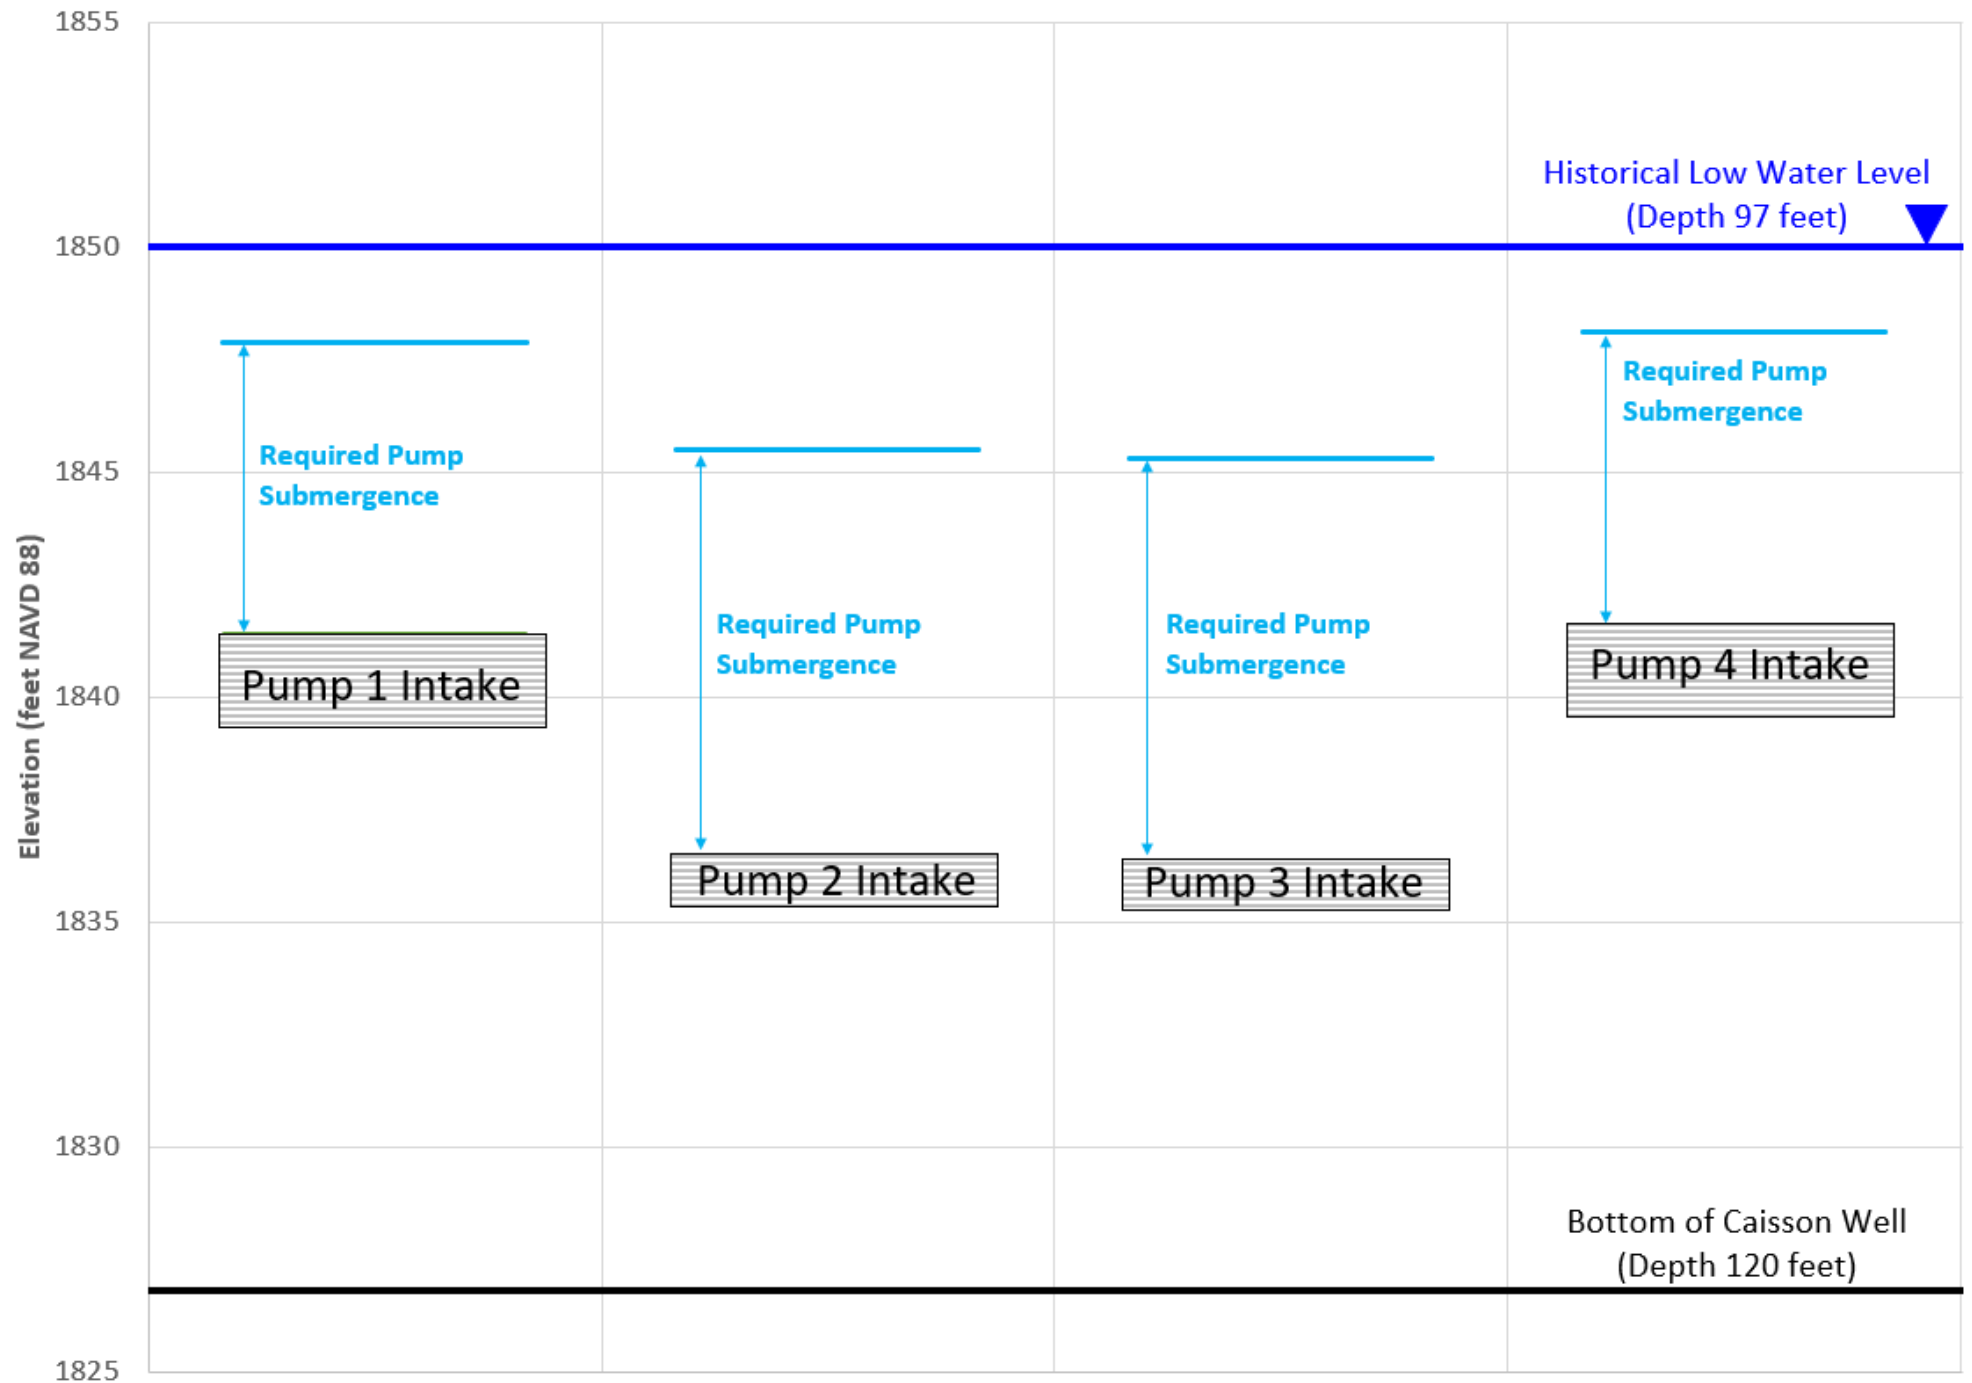 1855
Historical Low Water Level
(Depth 97 feet)
1850
Required Pump
Submergence
Required Pump
Submergence
1845
Required Pump
Submergence
Required Pump
Submergence
Elevation (feet NAVD 88)
Pump 1 Intake
Pump 4 Intake
1840
Pump 2 Intake
Pump 3 Intake
1835
1830
Bottom of Caisson Well
(Depth 120 feet)
1825